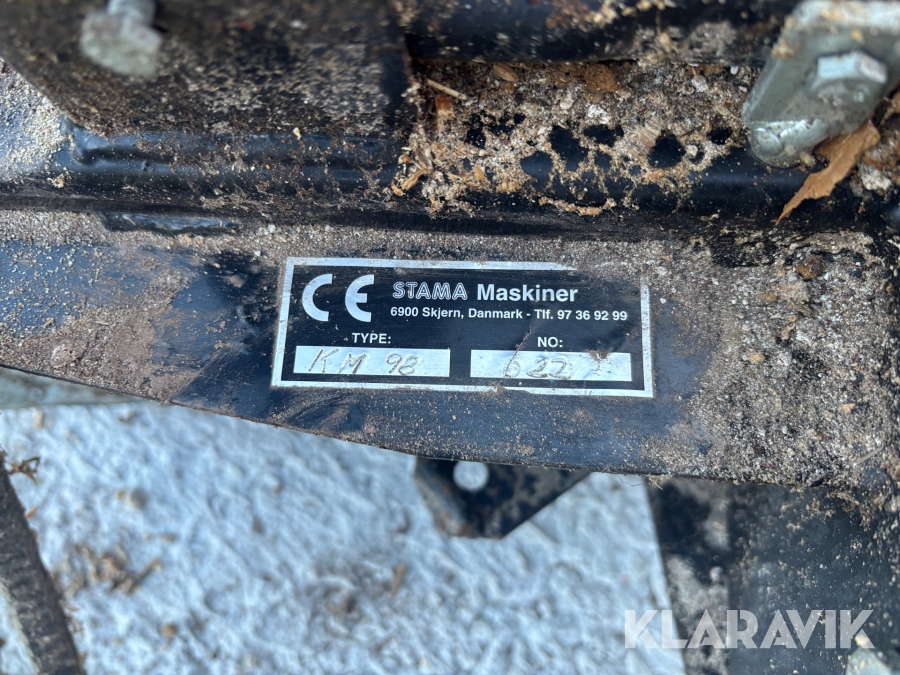 CE STAMA Maskiner
6900 Skjern, Danmark - Tlf. 97 36 92 99
TYPE: NO:
KM 98
KLARAVIK